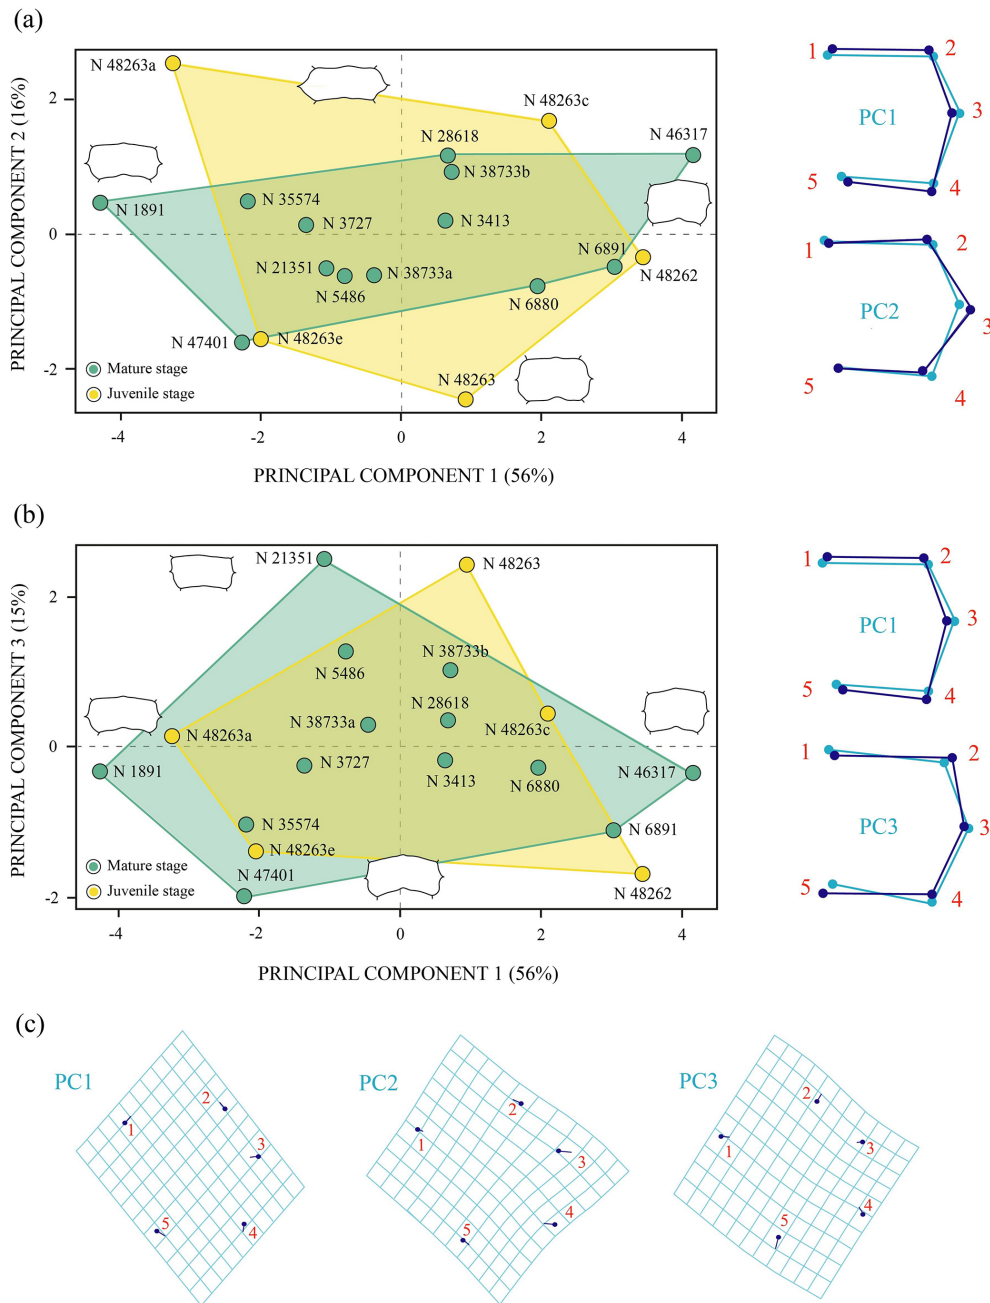 (a)
N 48263a
N 48263c
N 28618
N 46317
N 38733b
N 1891
N 35574
N 3727
N 3413
N 21351
N 38733a
N 6891
N 48262
N 5486
N 6880
N 47401
N 48263e
N 48263
Mature stage
Juvenile stage
2
0
-2
-4
-2
0
2
4
PRINCIPAL COMPONENT 2 (16%)
PRINCIPAL COMPONENT 1 (56%)
1
2
3
PC1
5
4
1
2
PC2
3
5
4
(b)
N 21351
N 48263
N 5486
N 38733b
N 28618
N 38733a
N 48263c
N 48263a
N 1891
N 3727
N 3413
N 6880
N 46317
N 35574
N 6891
N 48263e
N 47401
N 48262
Mature stage
Juvenile stage
2
0
-2
-4
-2
0
2
4
PRINCIPAL COMPONENT 3 (15%)
PRINCIPAL COMPONENT 1 (56%)
1
2
3
PC1
5
4
1
2
PC3
3
5
4
(c)
PC1
2
1
3
5
4
PC2
2
1
3
4
5
PC3
2
1
3
4
5